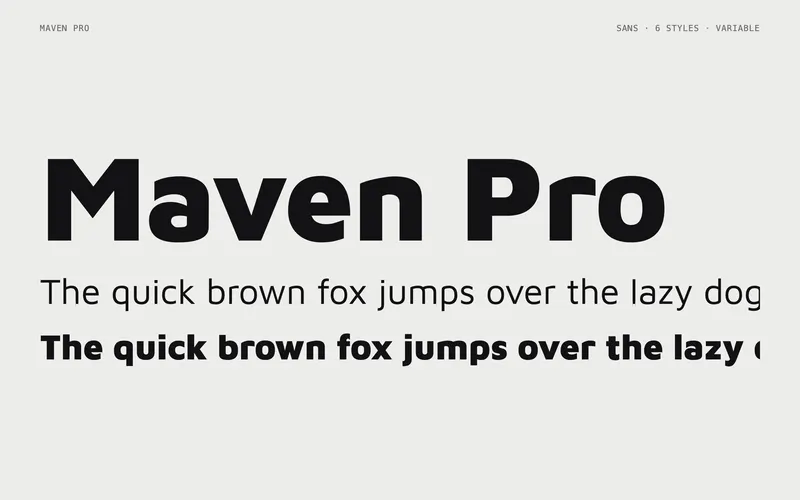 MAVEN PRO
SANS · 6 STYLES · VARIABLE
Maven Pro
The quick brown fox jumps over the lazy dog
The quick brown fox jumps over the lazy